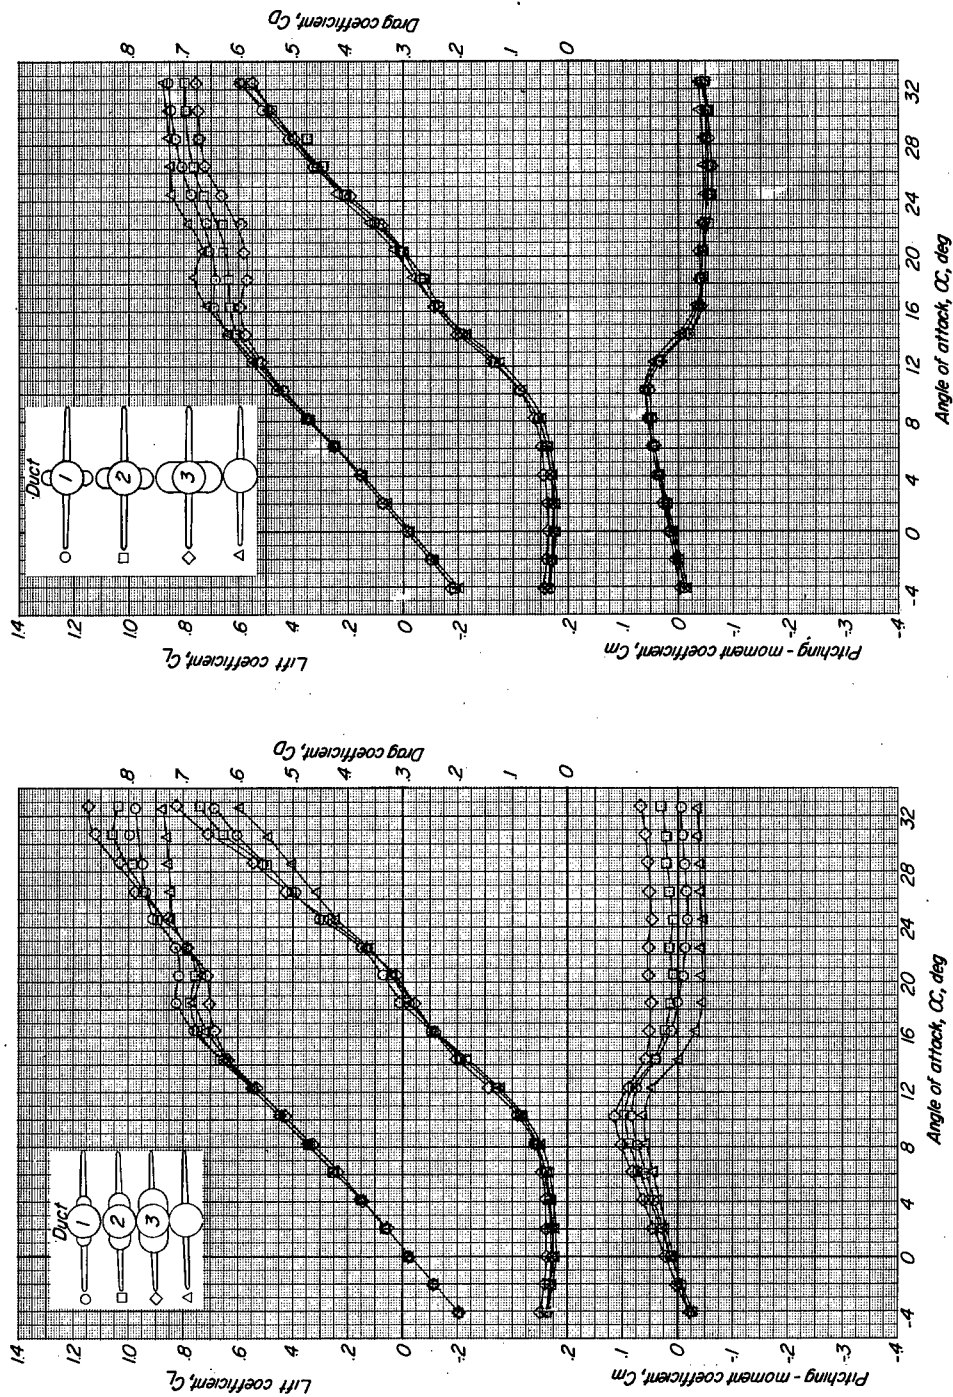 Duct
1
2
3
Drag coefficient, CD
.8 .7 .6 .5 .4 .3 .2 .1 0
Lift coefficient, CL
1.4 1.2 1.0 .8 .6 .4 .2 0 -.2
Pitching-moment coefficient, Cm
.2 .1 0 -.1 -.2 -.3 -.4
-4 0 4 8 12 16 20 24 28 32
Angle of attack, α, deg
Duct
1
2
3
Drag coefficient, CD
.8 .7 .6 .5 .4 .3 .2 .1 0
Lift coefficient, CL
1.4 1.2 1.0 .8 .6 .4 .2 0 -.2
Pitching-moment coefficient, Cm
.2 .1 0 -.1 -.2 -.3 -.4
-4 0 4 8 12 16 20 24 28 32
Angle of attack, α, deg